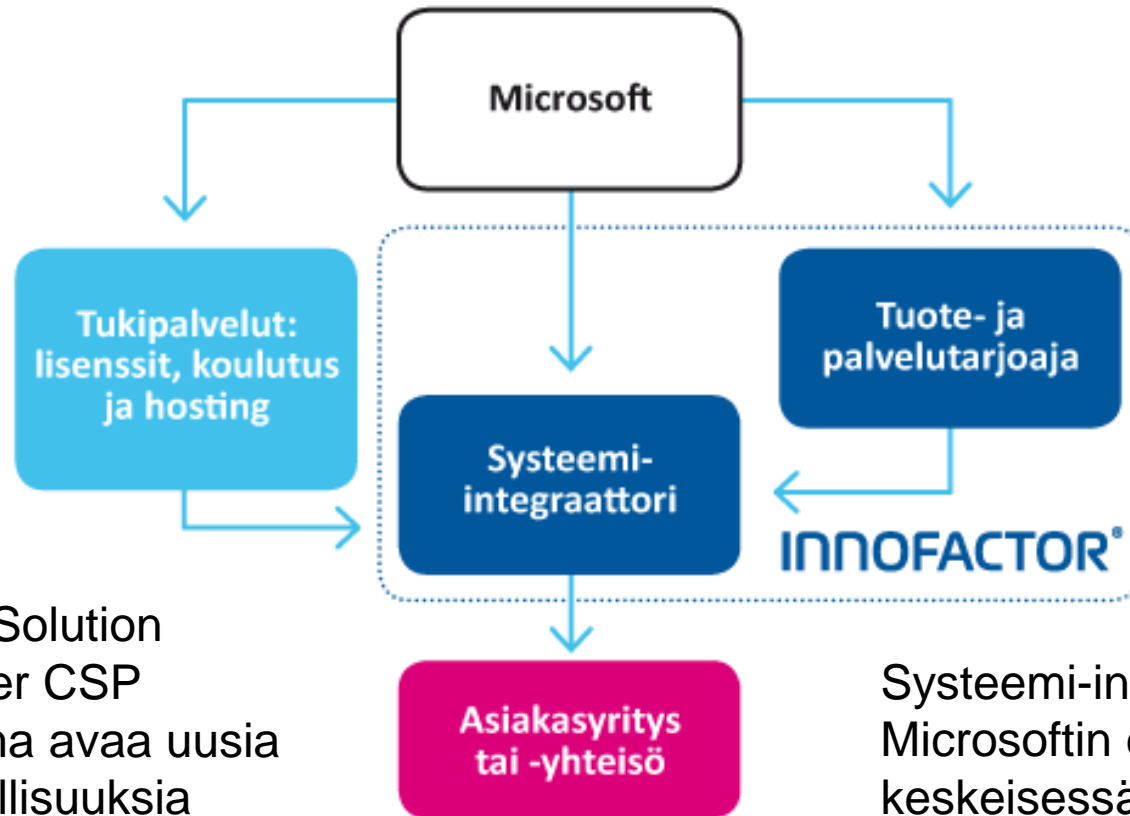 Microsoft
Tukipalvelut:
lisenssit, koulutus
ja hosting
Tuote- ja
palvelutarjoaja
Systeemi-
integraattori
INNOFACTOR®
Solution
er CSP
na avaa uusia
llisuuksia
Asiakasyritys
tai -yhteisö
Systeemi-in
Microsoftin
keskeisessä